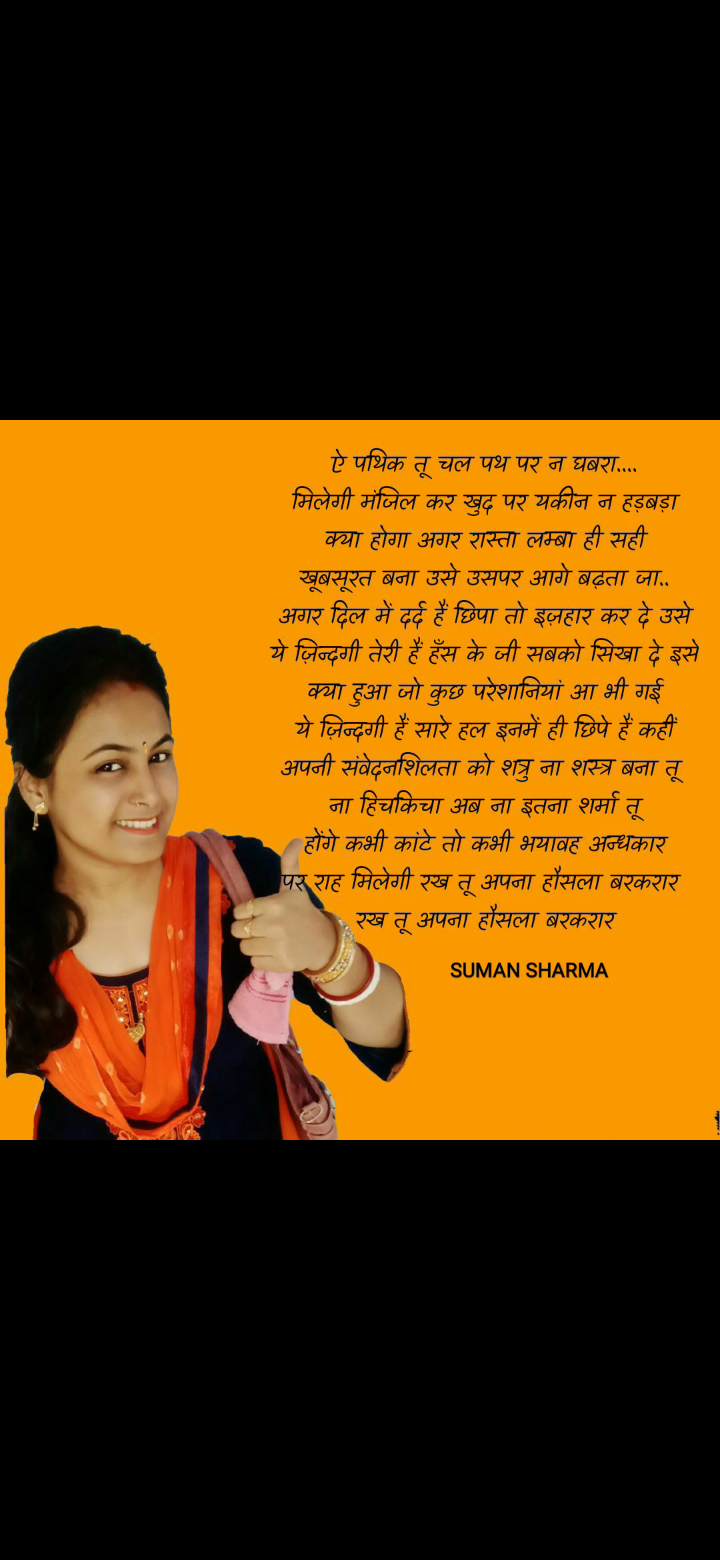 ऐ पथिक तू चल पथ पर न घबरा....
मिलेगी मंजिल कर खुद पर यकीन न हड़बड़ा
क्या होगा अगर रास्ता लम्बा ही सही
खूबसूरत बना उसे उसपर आगे बढ़ता जा..
अगर दिल में दर्द हैं छिपा तो इज़हार कर दे उसे
ये ज़िन्दगी तेरी हैं हँस के जी सबको सिखा दे इसे
क्या हुआ जो कुछ परेशानियां आ भी गई
ये ज़िन्दगी हैं सारे हल इनमें ही छिपे हैं कहीं
अपनी संवेदनशिलता को शत्रु ना शस्त्र बना तू
ना हिचकिचा अब ना इतना शर्मा तू
होंगे कभी कांटे तो कभी भयावह अन्धकार
पर राह मिलेगी रख तू अपना हौसला बरकरार
रख तू अपना हौसला बरकरार
SUMAN SHARMA